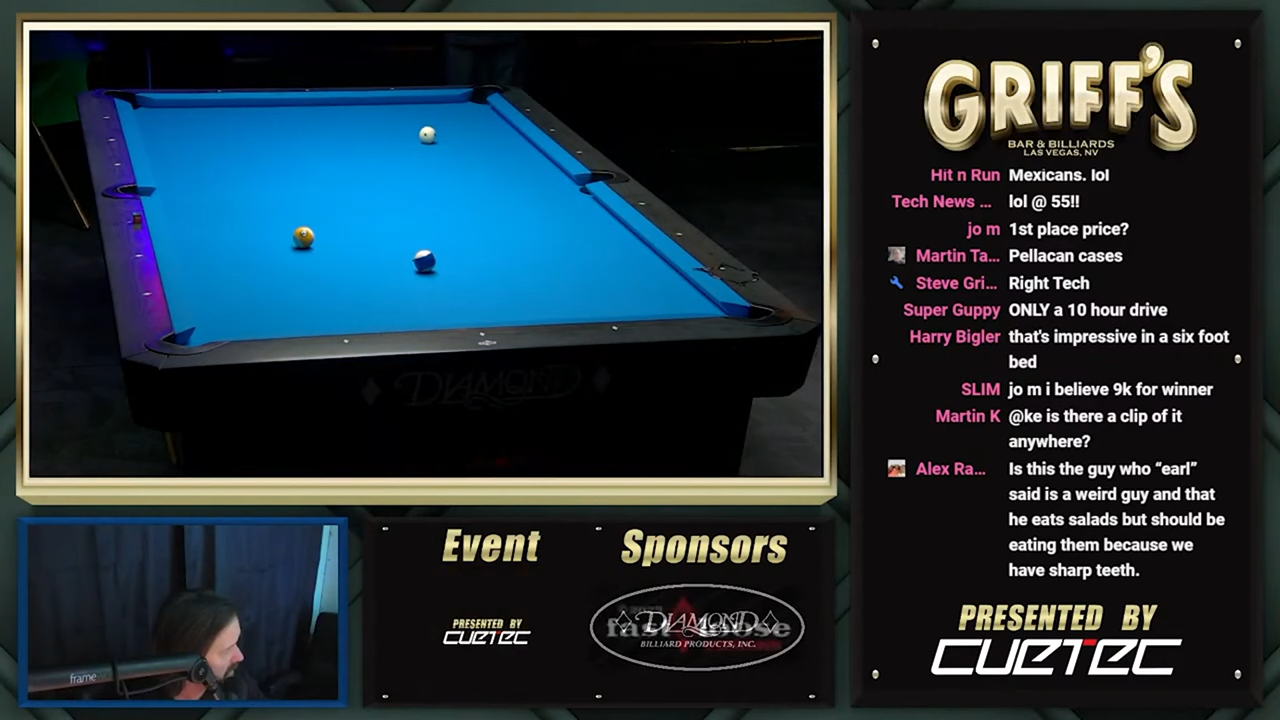 GRIFF'S
BAR & BILLIARDS
LAS VEGAS, NV
Hit n Run Mexicans. lol
Tech News ... lol @ 55!!
jo m 1st place price?
Martin Ta... Pellacan cases
Steve Gri... Right Tech
Super Guppy ONLY a 10 hour drive
Harry Bigler that's impressive in a six foot
bed
SLIM jo m i believe 9k for winner
Martin K @ke is there a clip of it
anywhere?
Alex Ra... Is this the guy who “earl”
said is a weird guy and that
he eats salads but should be
eating them because we
have sharp teeth.
PRESENTED BY
CUETEC
DIAMOND
frame
Event Sponsors
PRESENTED BY
CUETEC
DIAMOND
BILLIARD PRODUCTS, INC.